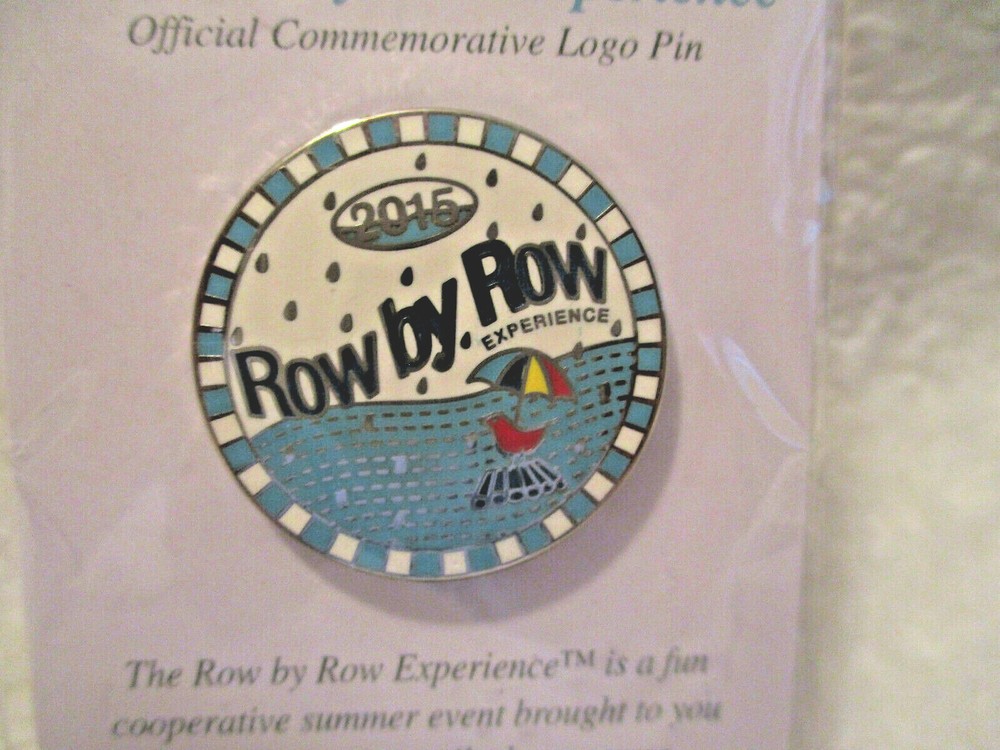 Experience
Official Commemorative Logo Pin
2015
Row by Row
EXPERIENCE
The Row by Row Experience™ is a fun
cooperative summer event brought to you